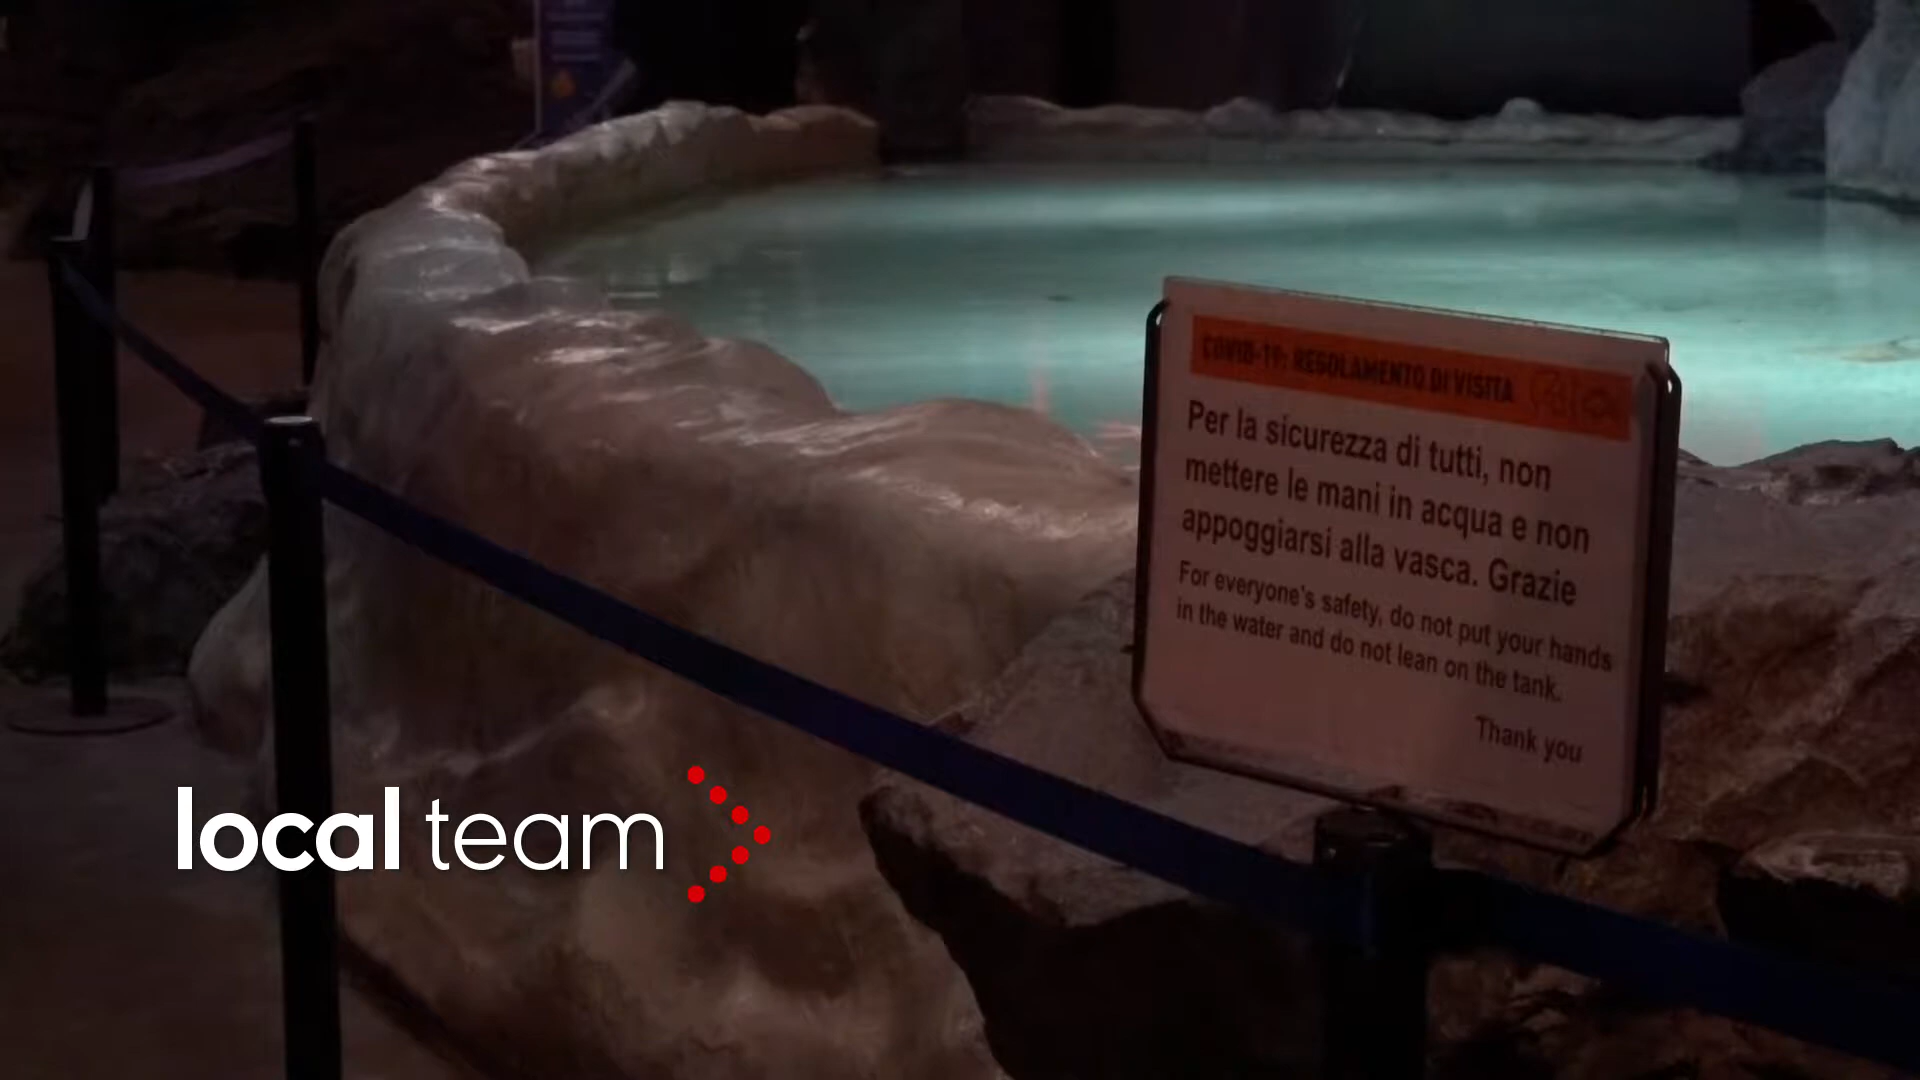 COVID-19: REGOLAMENTO DI VISITA
Per la sicurezza di tutti, non
mettere le mani in acqua e non
appoggiarsi alla vasca. Grazie
For everyone's safety, do not put your hands
in the water and do not lean on the tank.
Thank you
local team